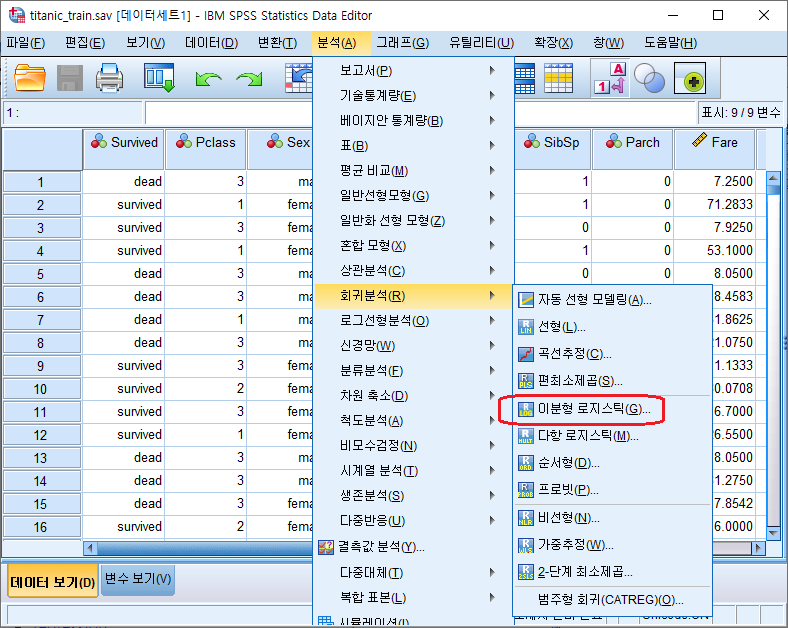 titanic_train.sav [데이터세트1] - IBM SPSS Statistics Data Editor
파일(F) 편집(E) 보기(V) 데이터(D) 변환(T) 분석(A) 그래프(G) 유틸리티(U) 확장(X) 창(W) 도움말(H)
1 :
표시: 9 / 9 변수
Survived Pclass Sex SibSp Parch Fare
1 dead 3 ma 1 0 7.2500
2 survived 1 fema 1 0 71.2833
3 survived 3 fema 0 0 7.9250
4 survived 1 fema 1 0 53.1000
5 dead 3 ma 0 0 8.0500
6 dead 3 ma 8.4583
7 dead 1 ma 1.8625
8 dead 3 ma 1.0750
9 survived 3 fema 1.1333
10 survived 2 fema 0.0708
11 survived 3 fema 6.7000
12 survived 1 fema 6.5500
13 dead 3 ma 8.0500
14 dead 3 ma 1.2750
15 dead 3 fema 7.8542
16 survived 2 fema 6.0000
보고서(P)
기술통계량(E)
베이지안 통계량(B)
표(B)
평균 비교(M)
일반선형모형(G)
일반화 선형 모형(Z)
혼합 모형(X)
상관분석(C)
회귀분석(R)
로그선형분석(O)
신경망(W)
분류분석(F)
차원 축소(D)
척도분석(A)
비모수검정(N)
시계열 분석(T)
생존분석(S)
다중반응(U)
결측값 분석(Y)...
다중대체(T)
복합 표본(L)
시뮬레이션(I)
자동 선형 모델링(A)...
선형(L)...
곡선추정(C)...
편최소제곱(S)...
이분형 로지스틱(G)...
다항 로지스틱(M)...
순서형(D)...
프로빗(P)...
비선형(N)...
가중추정(W)...
2-단계 최소제곱...
범주형 회귀(CATREG)(O)...
데이터 보기(D) 변수 보기(V)